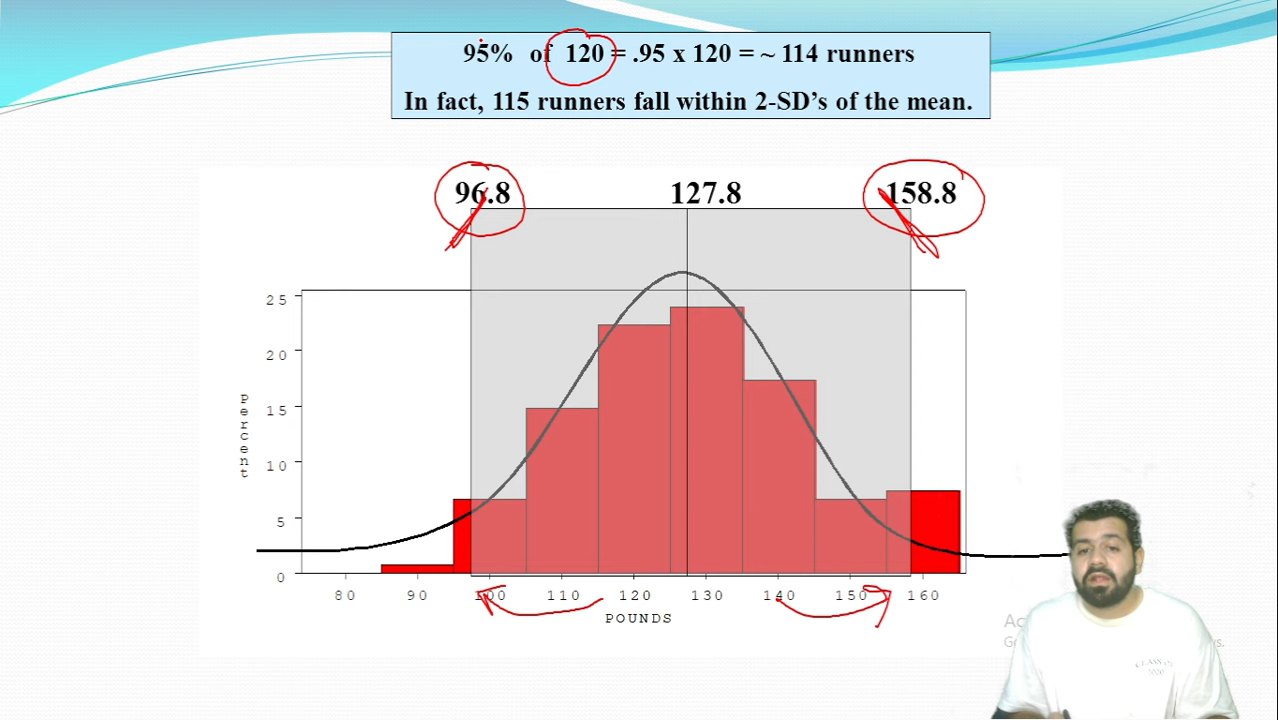 95% of 120 = .95 x 120 = ~ 114 runners
In fact, 115 runners fall within 2-SD’s of the mean.
96.8 127.8 158.8
25
20
15
10
5
0
Percent
80 90 100 110 120 130 140 150 160
POUNDS
CLASS OF